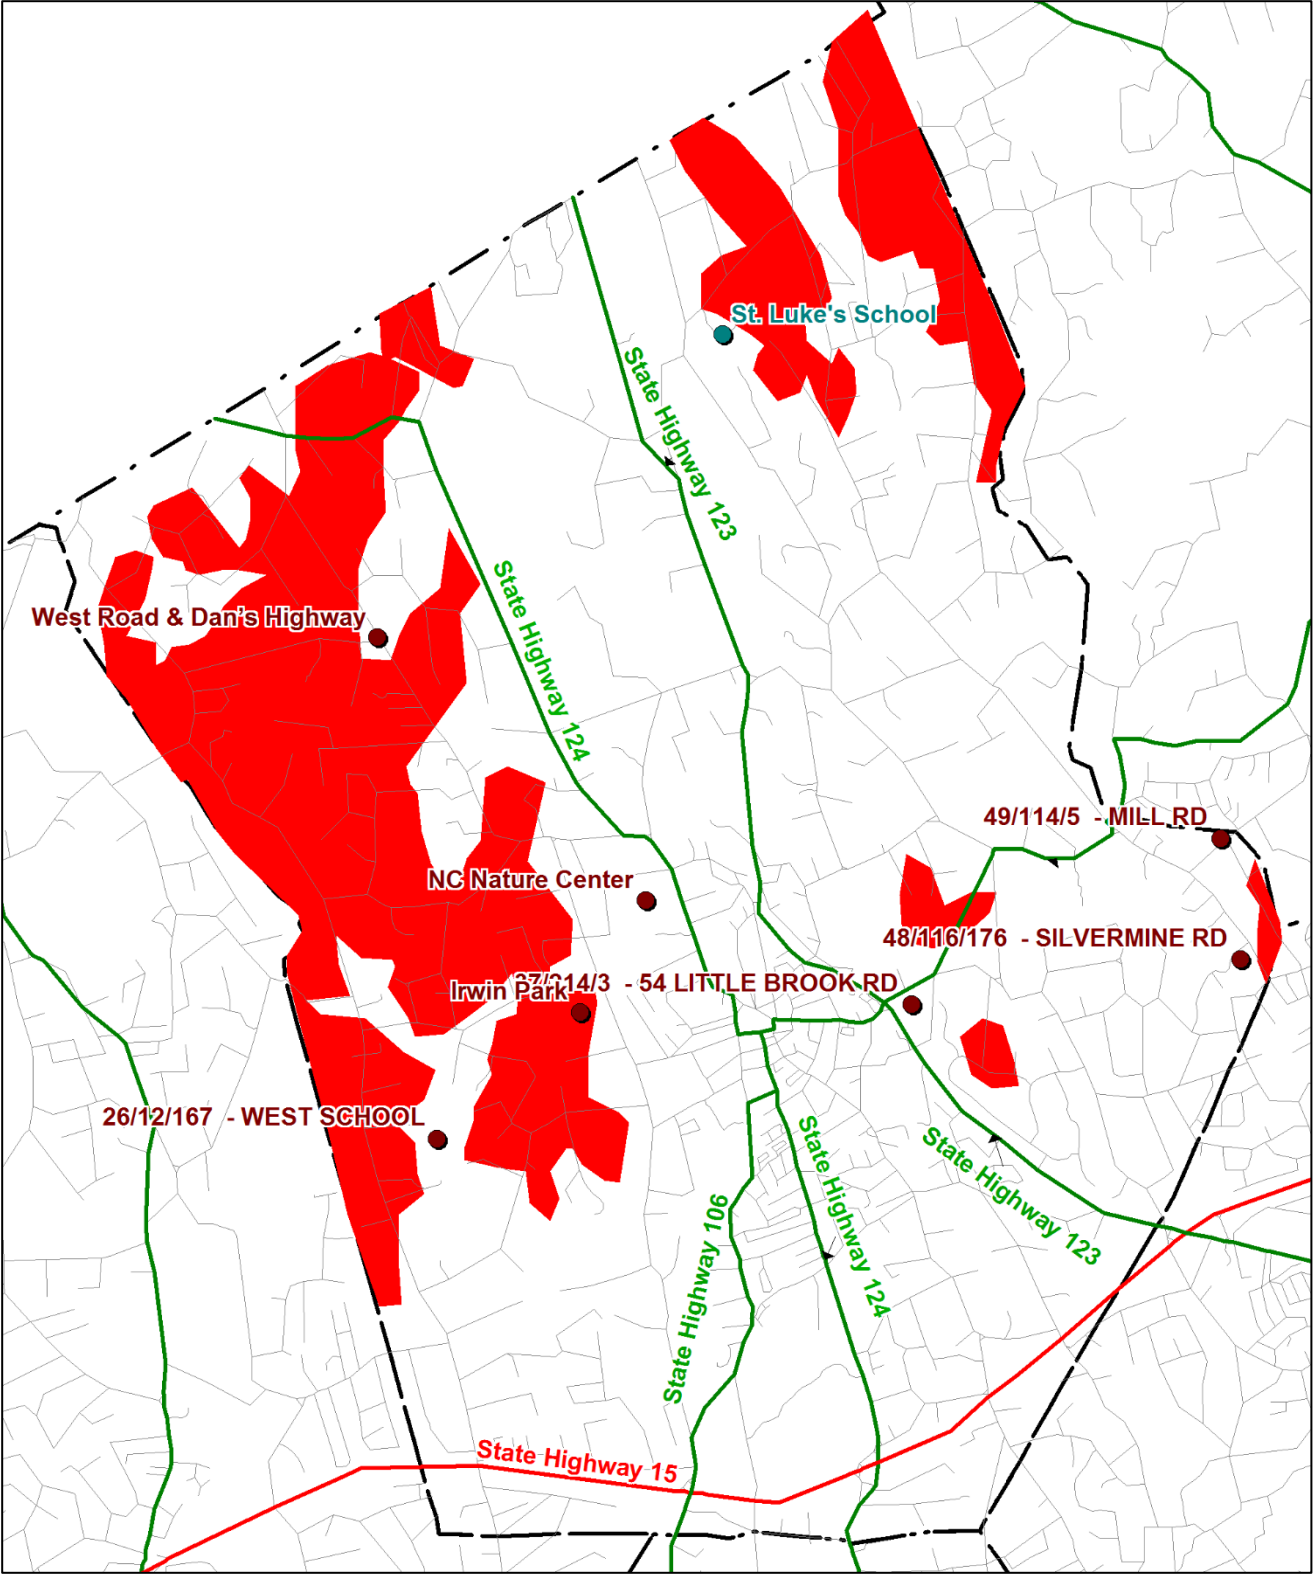 St. Luke's School
State Highway 123
State Highway 124
West Road & Dan's Highway
49/114/5 - MILL RD
NC Nature Center
48/116/176 - SILVERMINE RD
- 54 LITTLE BROOK RD
Irwin Park
26/12/167 - WEST SCHOOL
State Highway 124
State Highway 123
State Highway 106
State Highway 15